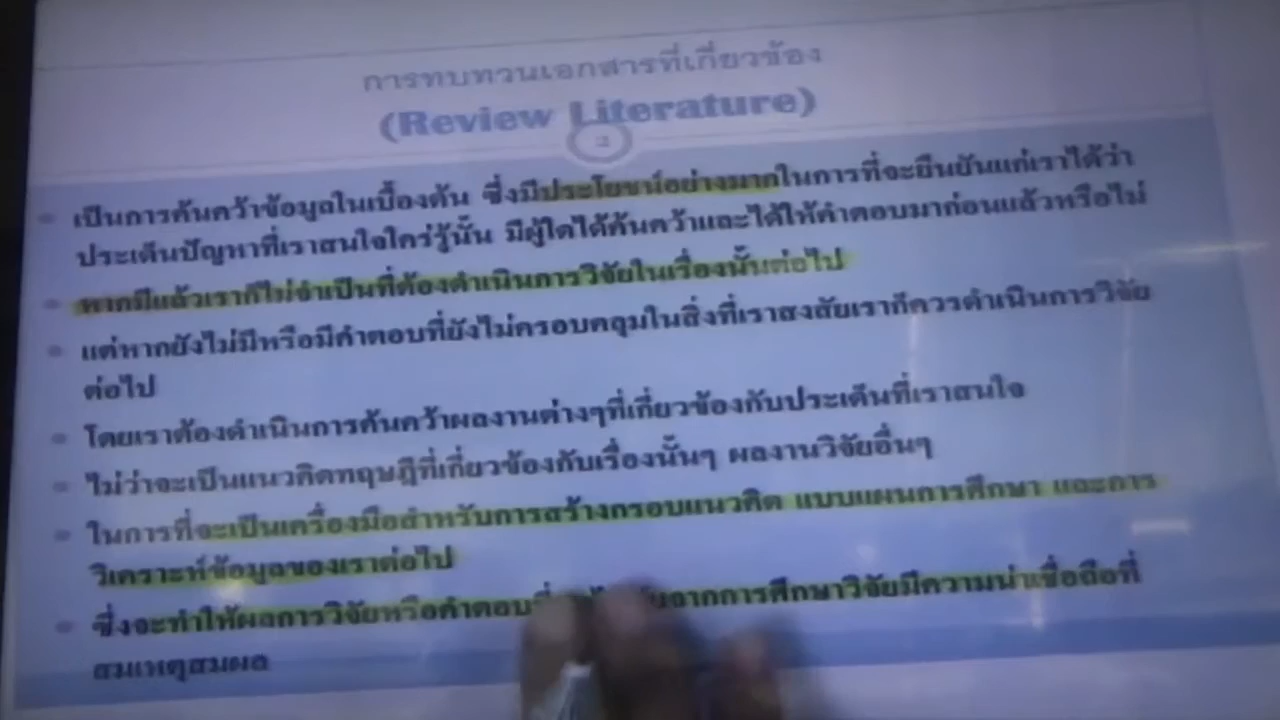 การทบทวนเอกสารที่เกี่ยวข้อง
(Review Literature)
2
เป็นการค้นคว้าข้อมูลในเบื้องต้น ซึ่งมีประโยชน์อย่างมากในการที่จะยืนยันแก่เราได้ว่า
ประเด็นปัญหาที่เราสนใจใคร่รู้นั้น มีผู้ใดได้ค้นคว้าและได้ให้คำตอบมาก่อนแล้วหรือไม่
หากมีแล้วเราก็ไม่จำเป็นที่ต้องดำเนินการวิจัยในเรื่องนั้นต่อไป
แต่หากยังไม่มีหรือมีคำตอบที่ยังไม่ครอบคลุมในสิ่งที่เราสงสัยเราก็ควรดำเนินการวิจัย
ต่อไป
โดยเราต้องดำเนินการค้นคว้าผลงานต่างๆที่เกี่ยวข้องกับประเด็นที่เราสนใจ
ไม่ว่าจะเป็นแนวคิดทฤษฎีที่เกี่ยวข้องกับเรื่องนั้นๆ ผลงานวิจัยอื่นๆ
ในการที่จะเป็นเครื่องมือสำหรับการสร้างกรอบแนวคิด แบบแผนการศึกษา และการ
วิเคราะห์ข้อมูลของเราต่อไป
ซึ่งจะทำให้ผลการวิจัยหรือคำตอบ จากการศึกษาวิจัยมีความน่าเชื่อถือที่
สมเหตุสมผล